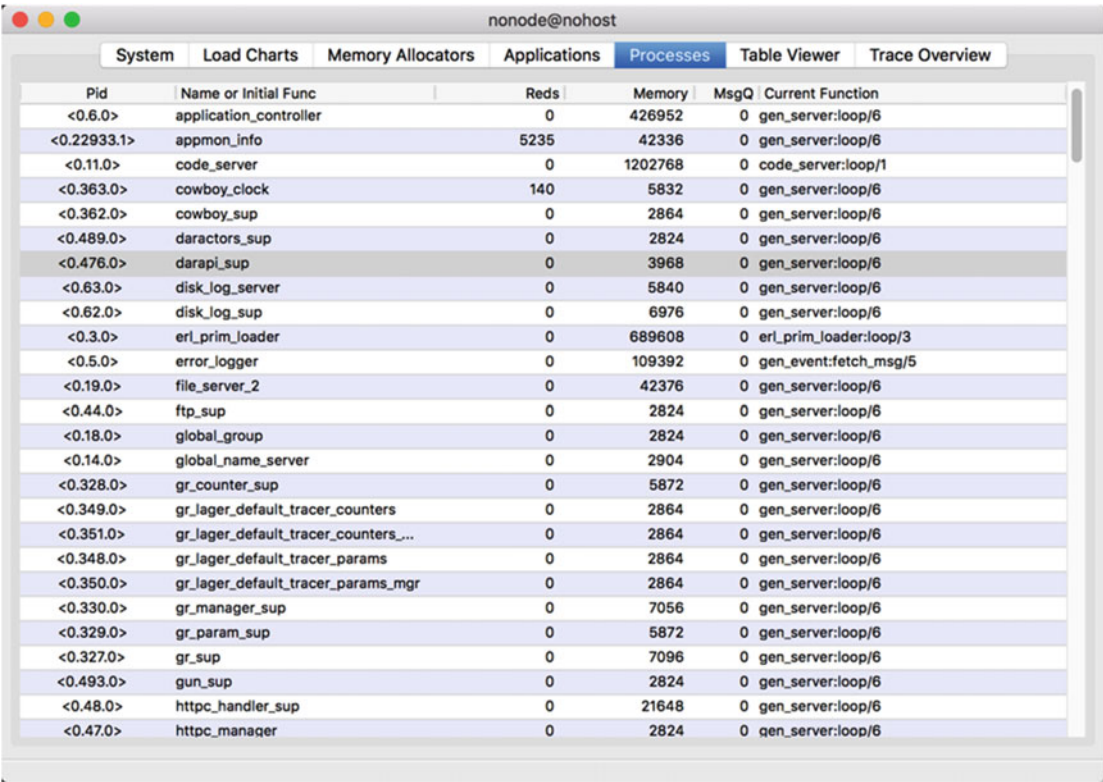 nonode@nohost
System Load Charts Memory Allocators Applications Processes Table Viewer Trace Overview
Pid Name or Initial Func Reds Memory MsgQ Current Function
<0.6.0> application_controller 0 426952 0 gen_server:loop/6
<0.22933.1> appmon_info 5235 42336 0 gen_server:loop/6
<0.11.0> code_server 0 1202768 0 code_server:loop/1
<0.363.0> cowboy_clock 140 5832 0 gen_server:loop/6
<0.362.0> cowboy_sup 0 2864 0 gen_server:loop/6
<0.489.0> daractors_sup 0 2824 0 gen_server:loop/6
<0.476.0> darapi_sup 0 3968 0 gen_server:loop/6
<0.63.0> disk_log_server 0 5840 0 gen_server:loop/6
<0.62.0> disk_log_sup 0 6976 0 gen_server:loop/6
<0.3.0> erl_prim_loader 0 689608 0 erl_prim_loader:loop/3
<0.5.0> error_logger 0 109392 0 gen_event:fetch_msg/5
<0.19.0> file_server_2 0 42376 0 gen_server:loop/6
<0.44.0> ftp_sup 0 2824 0 gen_server:loop/6
<0.18.0> global_group 0 2824 0 gen_server:loop/6
<0.14.0> global_name_server 0 2904 0 gen_server:loop/6
<0.328.0> gr_counter_sup 0 5872 0 gen_server:loop/6
<0.349.0> gr_lager_default_tracer_counters 0 2864 0 gen_server:loop/6
<0.351.0> gr_lager_default_tracer_counters_... 0 2864 0 gen_server:loop/6
<0.348.0> gr_lager_default_tracer_params 0 2864 0 gen_server:loop/6
<0.350.0> gr_lager_default_tracer_params_mgr 0 2864 0 gen_server:loop/6
<0.330.0> gr_manager_sup 0 7056 0 gen_server:loop/6
<0.329.0> gr_param_sup 0 5872 0 gen_server:loop/6
<0.327.0> gr_sup 0 7096 0 gen_server:loop/6
<0.493.0> gun_sup 0 2824 0 gen_server:loop/6
<0.48.0> httpc_handler_sup 0 21648 0 gen_server:loop/6
<0.47.0> httpc_manager 0 2824 0 gen_server:loop/6